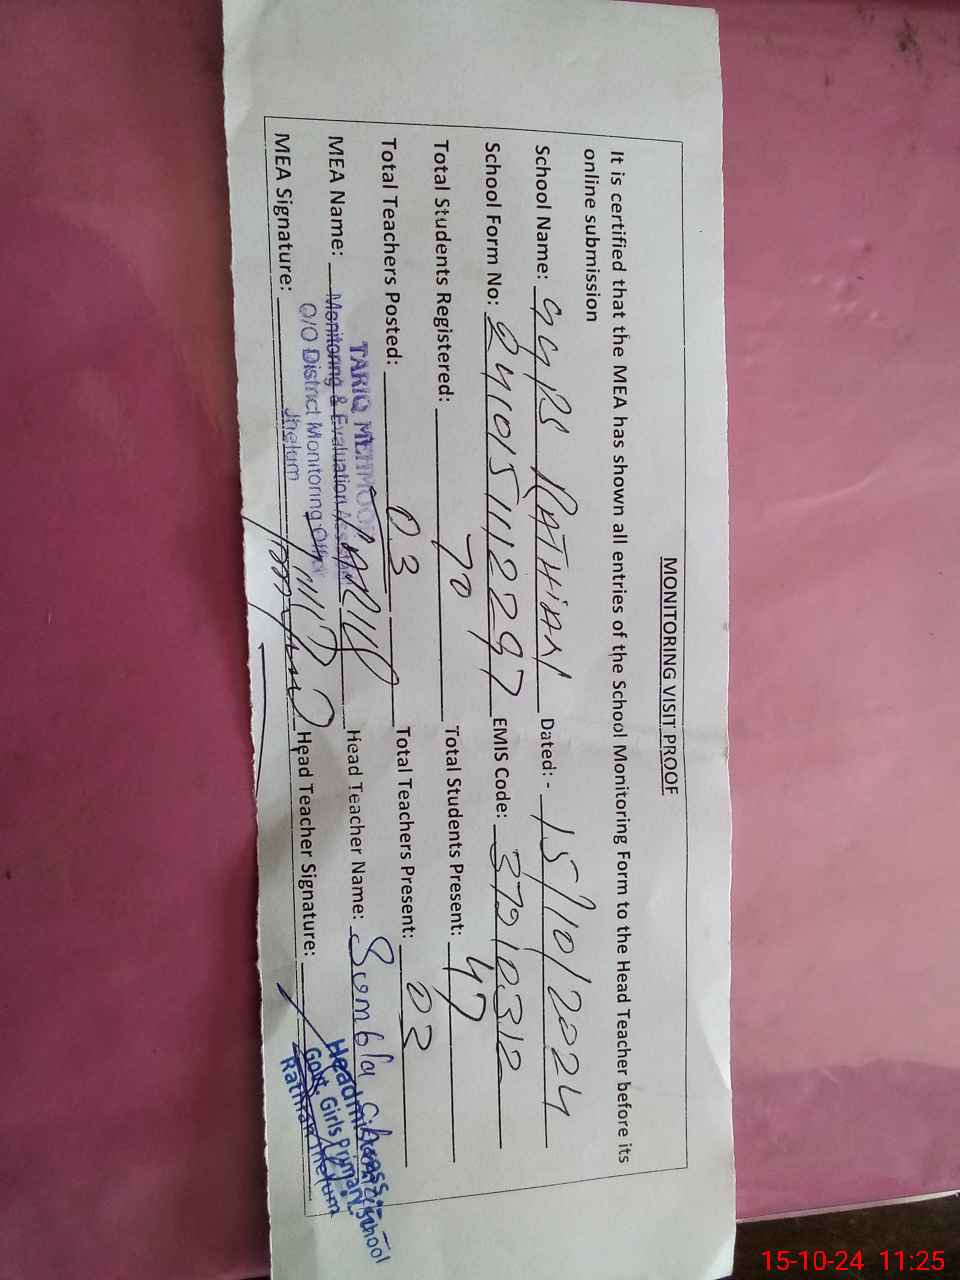 MONITORING VISIT PROOF
It is certified that the MEA has shown all entries of the School Monitoring Form to the Head Teacher before its
online submission
School Name: GGPS RATHIAN Dated: - 15/10/2024
School Form No: 241015111 2297 EMIS Code: 37910312
Total Students Registered: 70 Total Students Present: 47
Total Teachers Posted: 03 Total Teachers Present: 03
MEA Name: TARIQ Head Teacher Name: Sumbla
TARIQ MEHMOOD
Monitoring & Evaluation
O/O District Monitoring Officer
Jhelum
MEA Signature: Head Teacher Signature:
Headmistress
Govt. Girls Primary School
Rathian Jhelum
15-10-24 11:25